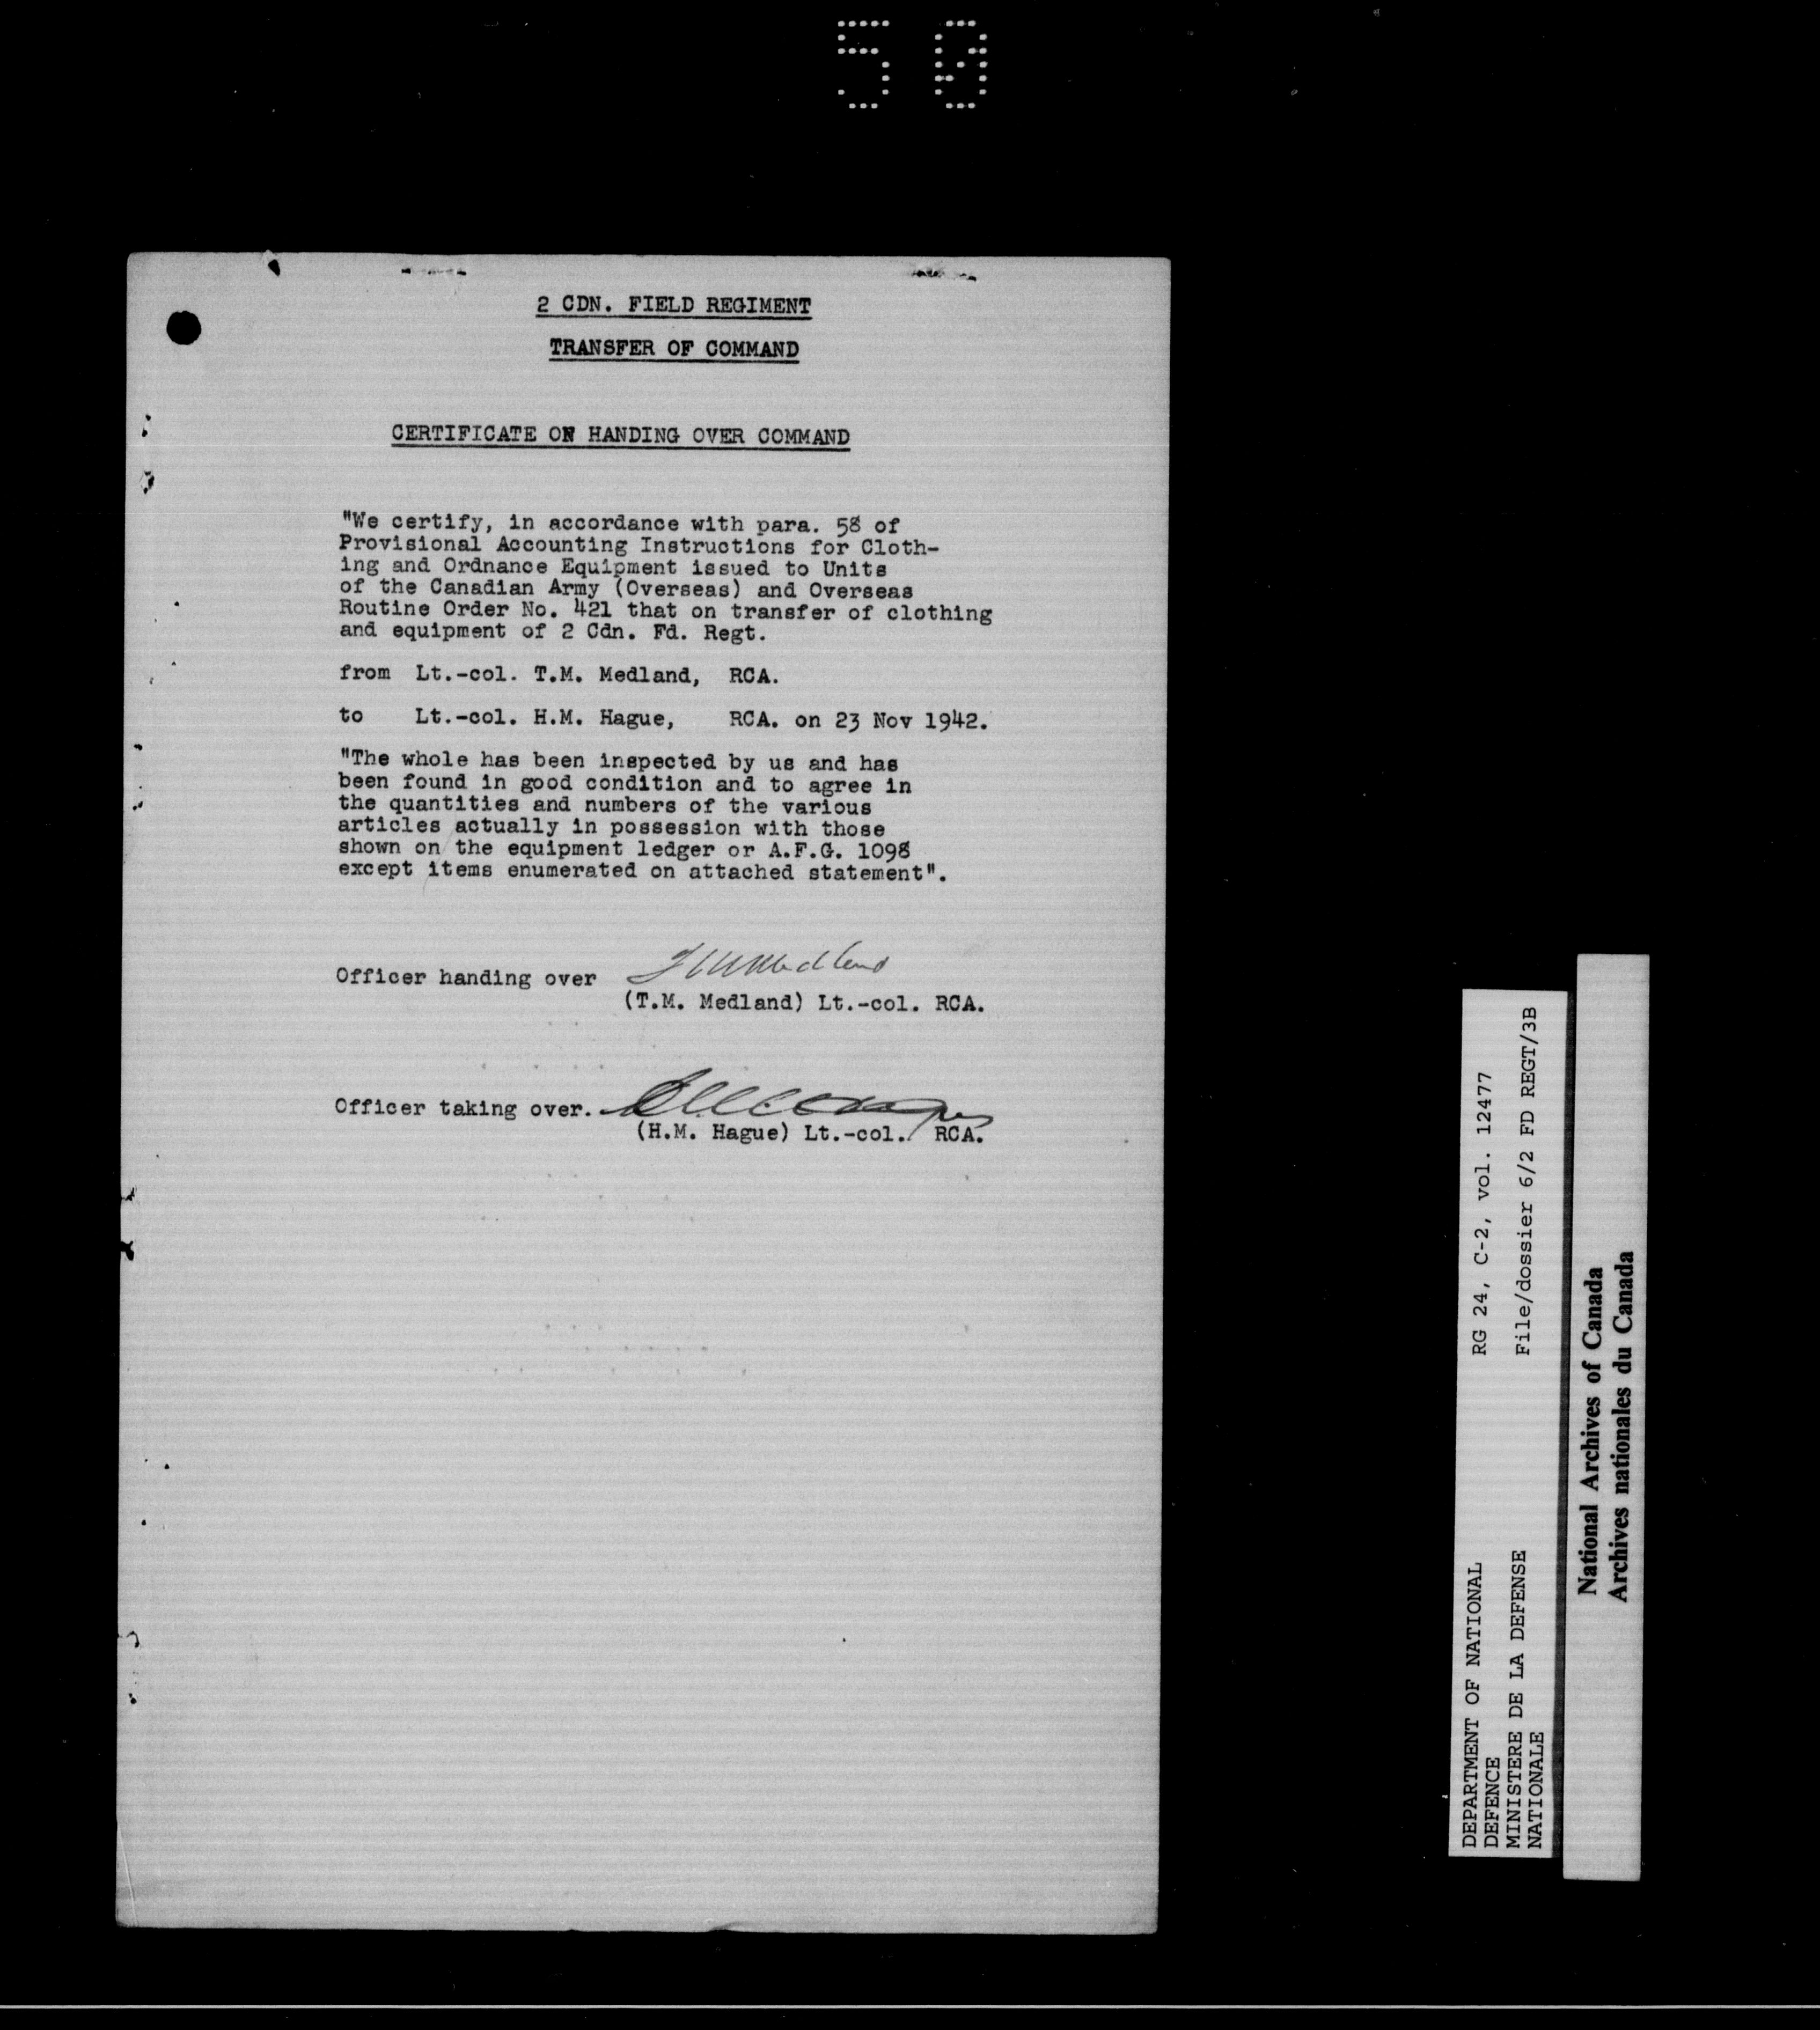 50
2 CDN. FIELD REGIMENT
TRANSFER OF COMMAND
CERTIFICATE ON HANDING OVER COMMAND
"We certify, in accordance with para. 58 of
Provisional Accounting Instructions for Cloth-
ing and Ordnance Equipment issued to Units
of the Canadian Army (Overseas) and Overseas
Routine Order No. 421 that on transfer of clothing
and equipment of 2 Cdn. Fd. Regt.
from Lt.-col. T.M. Medland, RCA.
to Lt.-col. H.M. Hague, RCA. on 23 Nov 1942.
"The whole has been inspected by us and has
been found in good condition and to agree in
the quantities and numbers of the various
articles actually in possession with those
shown on the equipment ledger or A.F.G. 1098
except items enumerated on attached statement".
Officer handing over TMMedland
(T.M. Medland) Lt.-col. RCA.
Officer taking over.
(H.M. Hague) Lt.-col. RCA.
DEPARTMENT OF NATIONAL RG 24, C-2, vol. 12477
DEFENCE
MINISTERE DE LA DEFENSE File/dossier 6/2 FD REGT/3B
NATIONALE
National Archives of Canada
Archives nationales du Canada